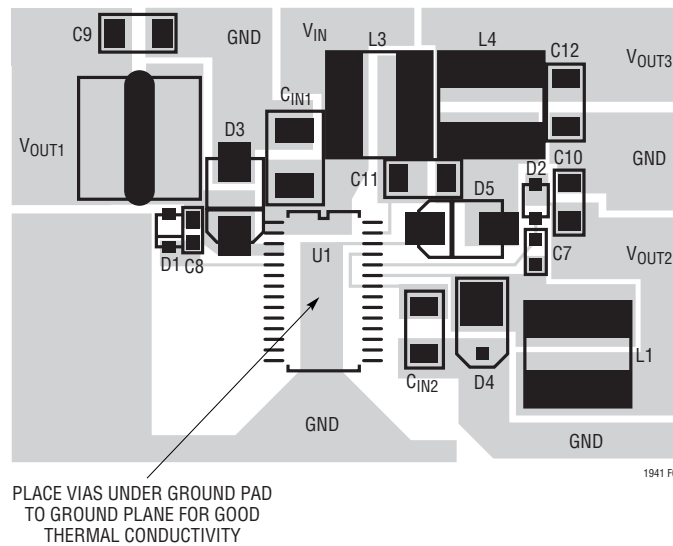 C9
GND
VIN
L3
L4
C12
VOUT3
CIN1
VOUT1
D3
C11
D5
D2
C10
GND
D1
C8
U1
C7
VOUT2
CIN2
D4
L1
GND
GND
1941 F
PLACE VIAS UNDER GROUND PAD
TO GROUND PLANE FOR GOOD
THERMAL CONDUCTIVITY